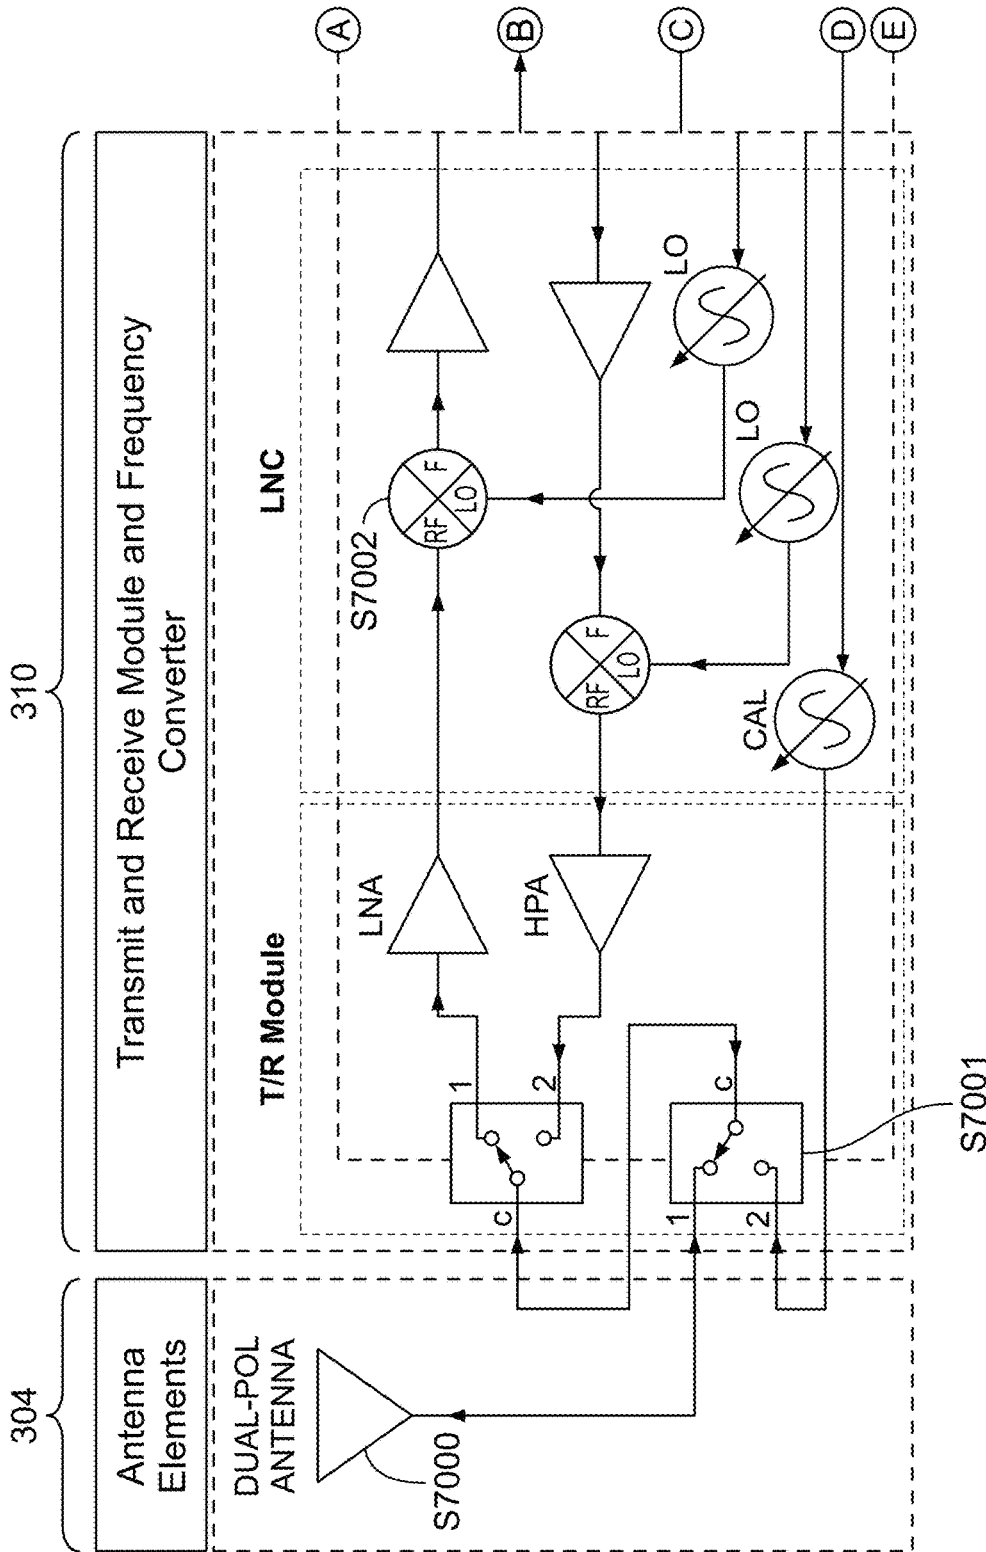 304
310
Antenna
Elements
Transmit and Receive Module and Frequency
Converter
DUAL-POL
ANTENNA
S7000
T/R Module
LNC
A
B
C
D
E
c
1
2
LNA
HPA
1
2
c
S7001
S7002
RF
F
LO
RF
F
LO
LO
LO
CAL